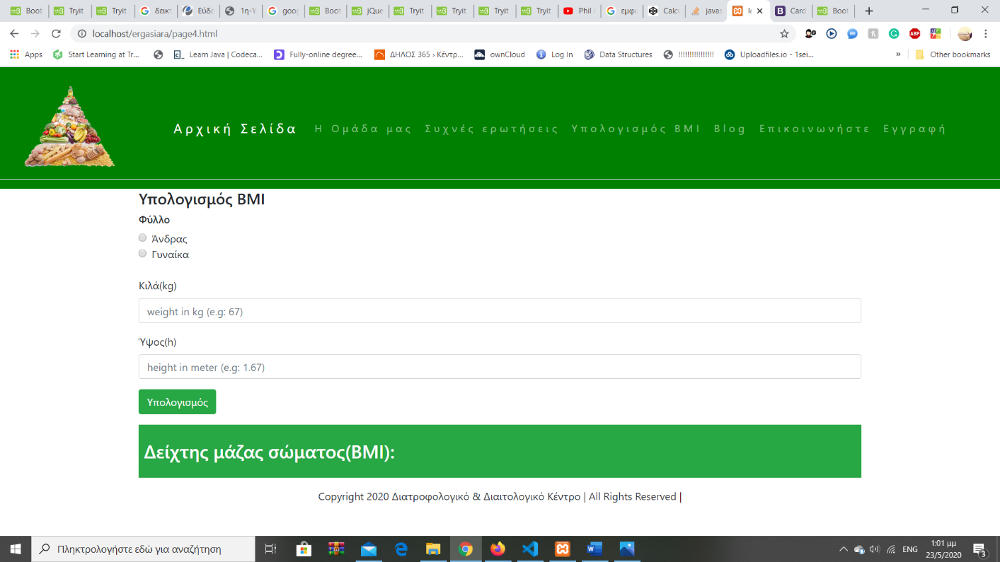 Boot Tryit Tryit δεικτ Εύδο 1η-Υ goog Boot jQue Tryit Tryit Tryit Tryit Phil εμφα Calcu javas Ic Card Boot
localhost/ergasiara/page4.html
Apps Start Learning at Tr... Learn Java | Codeca... Fully-online degree... ΔΗΛΟΣ 365 › Κέντρ... ownCloud Log In Data Structures !!!!!!!!!!!!!!!! Uploadfiles.io - 1sei... » Other bookmarks
Αρχική Σελίδα Η Ομάδα μας Συχνές ερωτήσεις Υπολογισμός BMI Blog Επικοινωνήστε Εγγραφή
Υπολογισμός BMI
Φύλλο
Άνδρας
Γυναίκα
Κιλά(kg)
weight in kg (e.g: 67)
Ύψος(h)
height in meter (e.g: 1.67)
Υπολογισμός
Δείχτης μάζας σώματος(BMI):
Copyright 2020 Διατροφολογικό & Διαιτολογικό Κέντρο | All Rights Reserved |
Πληκτρολογήστε εδώ για αναζήτηση
ENG
1:01 μμ
23/5/2020
3